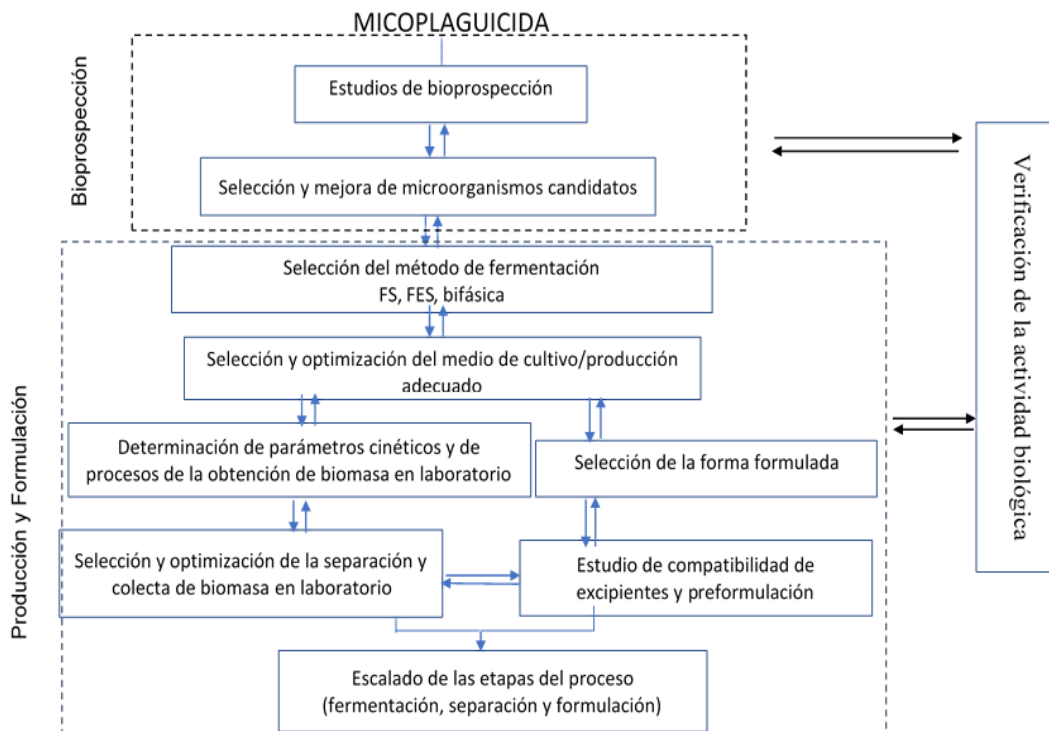 MICOPLAGUICIDA
Bioprospección
Estudios de bioprospección
Selección y mejora de microorganismos candidatos
Verificación de la actividad biológica
Producción y Formulación
Selección del método de fermentación
FS, FES, bifásica
Selección y optimización del medio de cultivo/producción
adecuado
Determinación de parámetros cinéticos y de
procesos de la obtención de biomasa en laboratorio
Selección de la forma formulada
Selección y optimización de la separación y
colecta de biomasa en laboratorio
Estudio de compatibilidad de
excipientes y preformulación
Escalado de las etapas del proceso
(fermentación, separación y formulación)